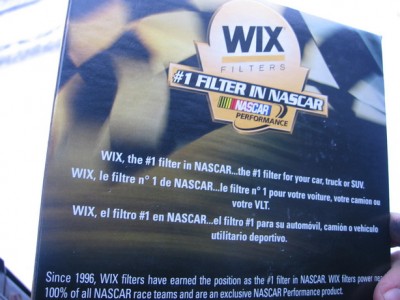 WIX
FILTERS
#1 FILTER IN NASCAR
NASCAR
PERFORMANCE
WIX, the #1 filter in NASCAR...the #1 filter for your car, truck or SUV.
WIX, le filtre n° 1 de NASCAR...le filtre n° 1 pour votre voiture, votre camion ou
votre VLT.
WIX, el filtro #1 en NASCAR...el filtro #1 para su automóvil, camión o vehículo
utilitario deportivo.
Since 1996, WIX filters have earned the position as the #1 filter in NASCAR. WIX filters power
100% of all NASCAR race teams and are an exclusive NASCAR Performance product.